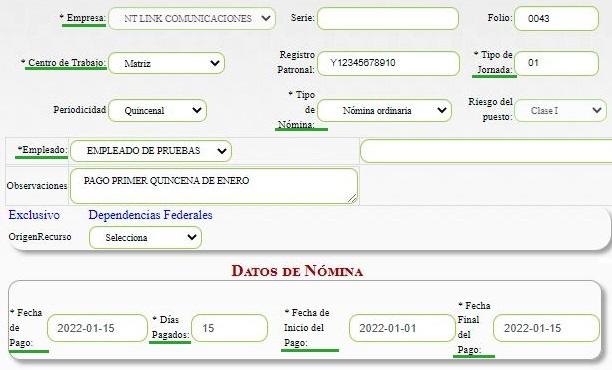 * Empresa: NT LINK COMUNICACIONES Serie: Folio: 0043
* Centro de Trabajo: Matriz Registro Patronal: Y12345678910 * Tipo de Jornada: 01
Periodicidad Quincenal * Tipo de Nómina: Nómina ordinaria Riesgo del puesto: Clase I
*Empleado: EMPLEADO DE PRUEBAS
Observaciones PAGO PRIMER QUINCENA DE ENERO
Exclusivo Dependencias Federales
OrigenRecurso Selecciona
DATOS DE NÓMINA
* Fecha de Pago: 2022-01-15 * Días Pagados: 15 * Fecha de Inicio del Pago: 2022-01-01 * Fecha Final del Pago: 2022-01-15